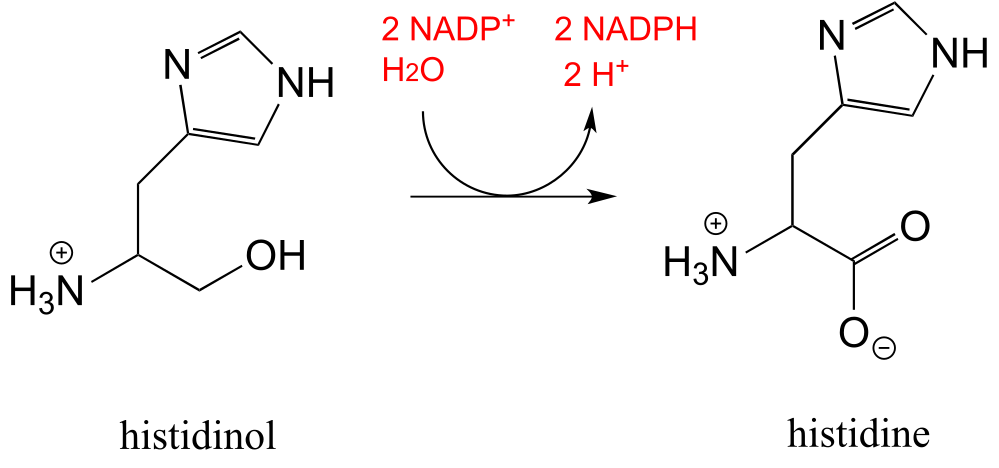 2 NADP⁺ 2 NADPH
H₂O 2 H⁺
N
NH
OH
H₃N
⊕
histidinol
N
NH
O
O
⊖
H₃N
⊕
histidine